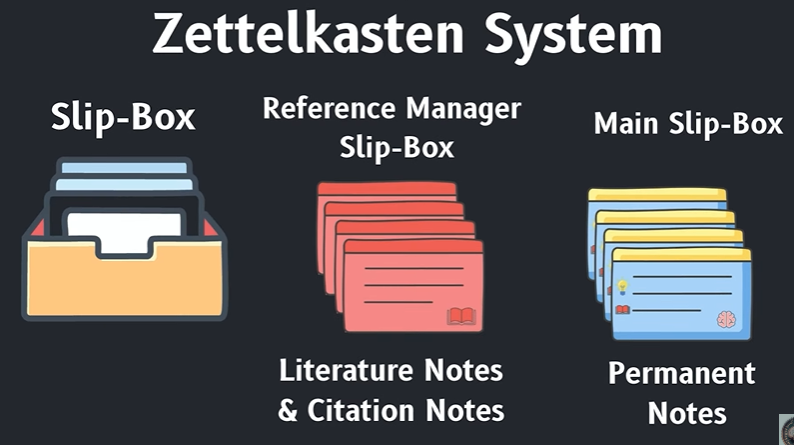 Zettelkasten System
Slip-Box
Reference Manager
Slip-Box
Main Slip-Box
Literature Notes
& Citation Notes
Permanent
Notes